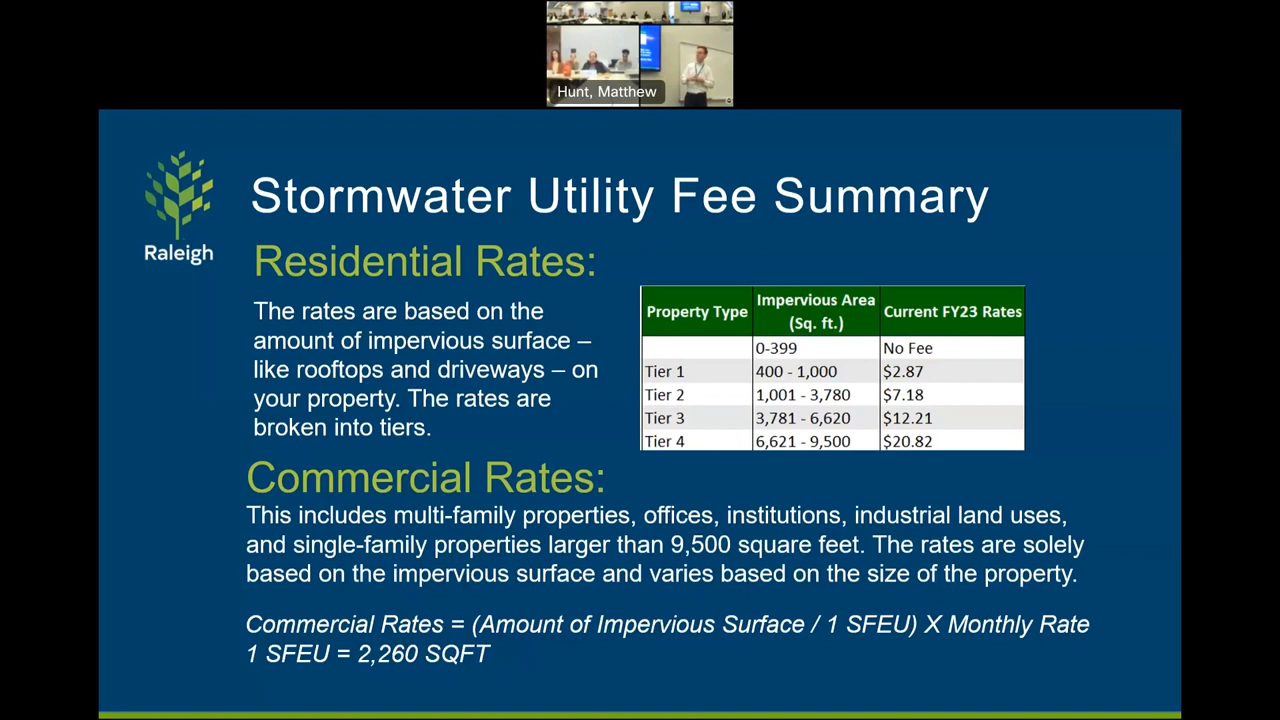 Hunt, Matthew
Raleigh
Stormwater Utility Fee Summary
Residential Rates:
The rates are based on the
amount of impervious surface –
like rooftops and driveways – on
your property. The rates are
broken into tiers.
Property Type Impervious Area (Sq. ft.) Current FY23 Rates
0-399 No Fee
Tier 1 400 - 1,000 $2.87
Tier 2 1,001 - 3,780 $7.18
Tier 3 3,781 - 6,620 $12.21
Tier 4 6,621 - 9,500 $20.82
Commercial Rates:
This includes multi-family properties, offices, institutions, industrial land uses,
and single-family properties larger than 9,500 square feet. The rates are solely
based on the impervious surface and varies based on the size of the property.
Commercial Rates = (Amount of Impervious Surface / 1 SFEU) X Monthly Rate
1 SFEU = 2,260 SQFT